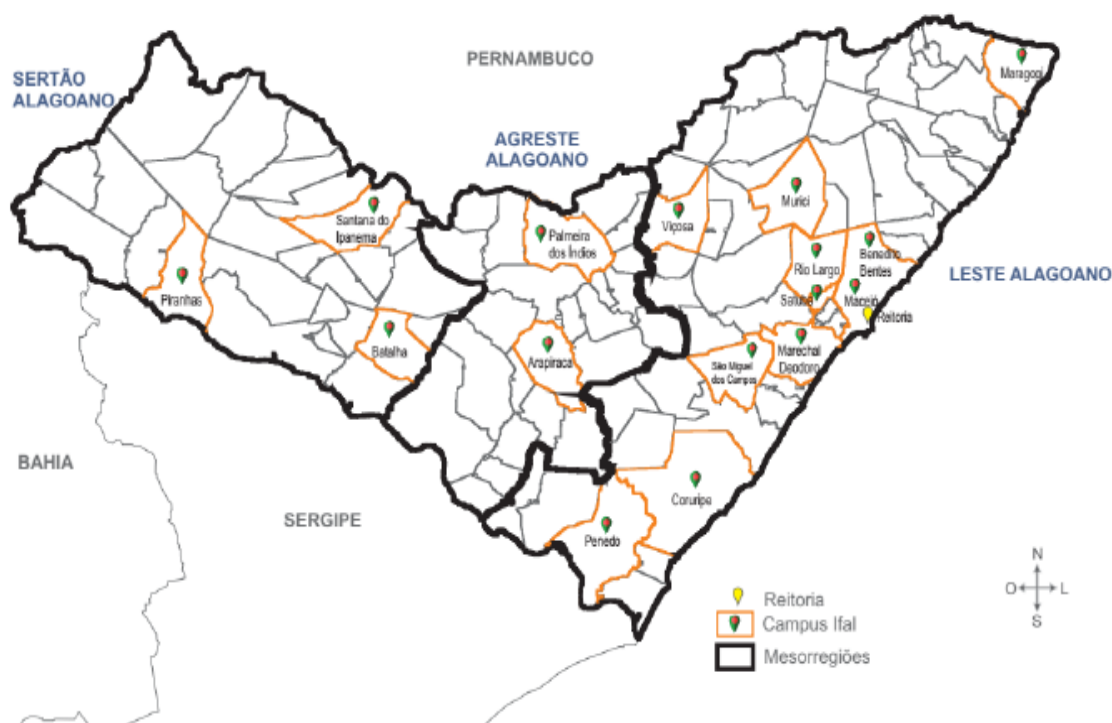 PERNAMBUCO
SERTÃO
ALAGOANO
AGRESTE
ALAGOANO
Maragogi
Santana do
Ipanema
Palmeira
dos Índios
Viçosa
Murici
Piranhas
Rio Largo
Benedito
Bentes
LESTE ALAGOANO
Satuba
Maceió
Reitoria
Batalha
Arapiraca
São Miguel
dos Campos
Marechal
Deodoro
BAHIA
SERGIPE
Coruripe
Penedo
N
O
L
S
Reitoria
Campus Ifal
Mesorregiões